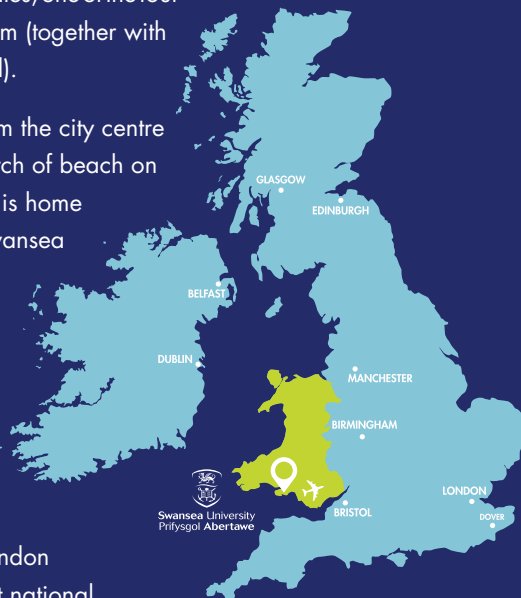 m (together with
).
m the city centre
ch of beach on
is home
GLASGOW
EDINBURGH
BELFAST
DUBLIN
MANCHESTER
BIRMINGHAM
Swansea University
Prifysgol Abertawe
BRISTOL
LONDON
DOVER
ndon
t national